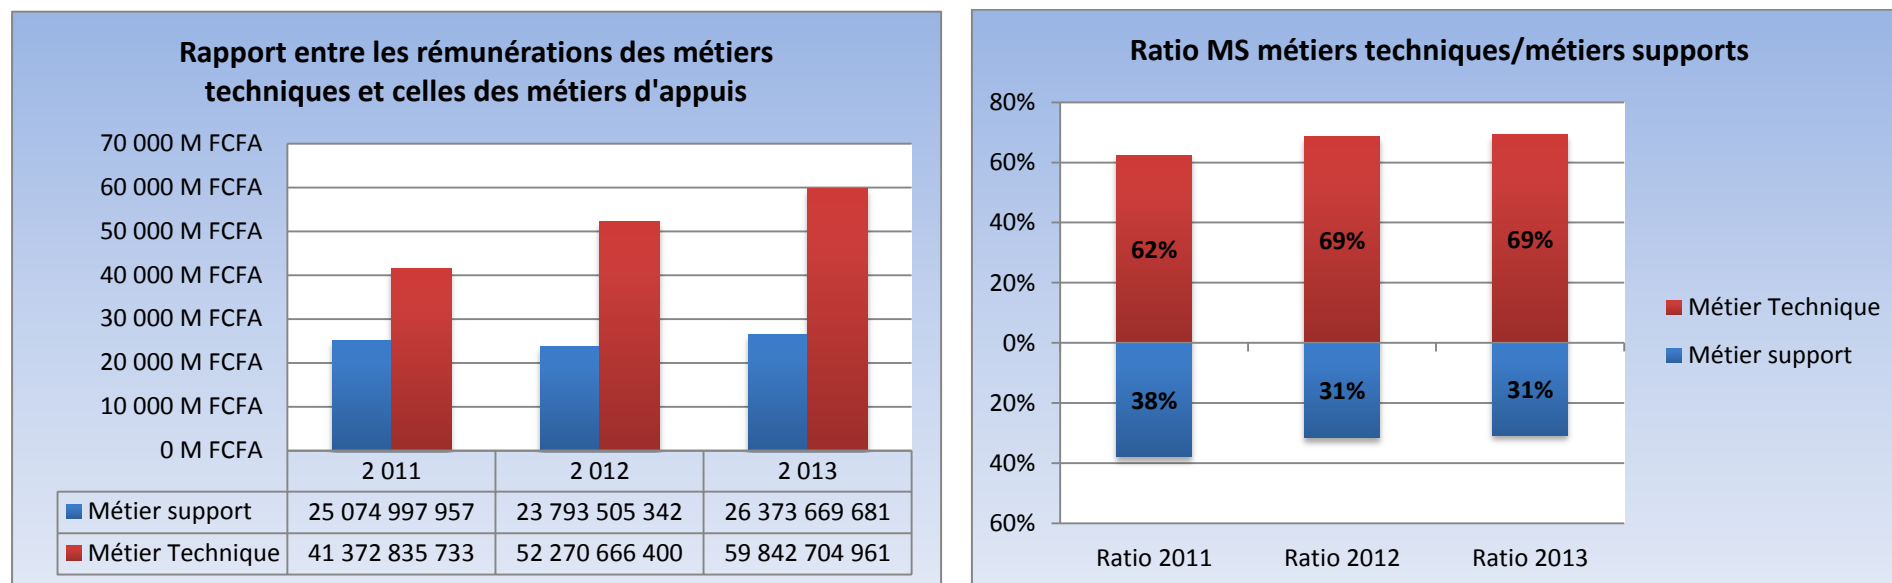 Rapport entre les rémunérations des métiers
techniques et celles des métiers d'appuis
70 000 M FCFA
60 000 M FCFA
50 000 M FCFA
40 000 M FCFA
30 000 M FCFA
20 000 M FCFA
10 000 M FCFA
0 M FCFA
2 011 2 012 2 013
Métier support 25 074 997 957 23 793 505 342 26 373 669 681
Métier Technique 41 372 835 733 52 270 666 400 59 842 704 961
Ratio MS métiers techniques/métiers supports
80%
60%
40%
20%
0%
20%
40%
60%
62% 69% 69%
38% 31% 31%
Ratio 2011 Ratio 2012 Ratio 2013
Métier Technique
Métier support